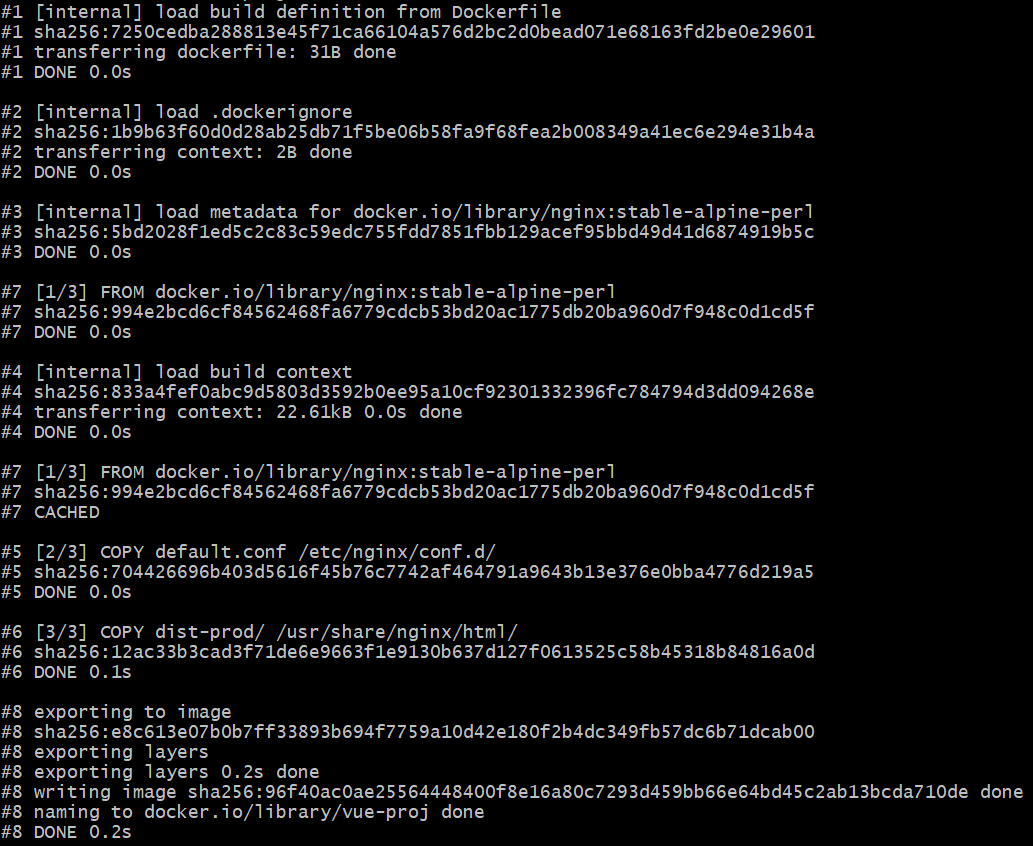 #1 [internal] load build definition from Dockerfile
#1 sha256:7250cedba288813e45f71ca66104a576d2bc2d0bead071e68163fd2be0e29601
#1 transferring dockerfile: 31B done
#1 DONE 0.0s
#2 [internal] load .dockerignore
#2 sha256:1b9b63f60d0d28ab25db71f5be06b58fa9f68fea2b008349a41ec6e294e31b4a
#2 transferring context: 2B done
#2 DONE 0.0s
#3 [internal] load metadata for docker.io/library/nginx:stable-alpine-perl
#3 sha256:5bd2028f1ed5c2c83c59edc755fdd7851fbb129acef95bbd49d41d6874919b5c
#3 DONE 0.0s
#7 [1/3] FROM docker.io/library/nginx:stable-alpine-perl
#7 sha256:994e2bcd6cf84562468fa6779cdcb53bd20ac1775db20ba960d7f948c0d1cd5f
#7 DONE 0.0s
#4 [internal] load build context
#4 sha256:833a4fef0abc9d5803d3592b0ee95a10cf92301332396fc784794d3dd094268e
#4 transferring context: 22.61kB 0.0s done
#4 DONE 0.0s
#7 [1/3] FROM docker.io/library/nginx:stable-alpine-perl
#7 sha256:994e2bcd6cf84562468fa6779cdcb53bd20ac1775db20ba960d7f948c0d1cd5f
#7 CACHED
#5 [2/3] COPY default.conf /etc/nginx/conf.d/
#5 sha256:704426696b403d5616f45b76c7742af464791a9643b13e376e0bba4776d219a5
#5 DONE 0.0s
#6 [3/3] COPY dist-prod/ /usr/share/nginx/html/
#6 sha256:12ac33b3cad3f71de6e9663f1e9130b637d127f0613525c58b45318b84816a0d
#6 DONE 0.1s
#8 exporting to image
#8 sha256:e8c613e07b0b7ff33893b694f7759a10d42e180f2b4dc349fb57dc6b71dcab00
#8 exporting layers
#8 exporting layers 0.2s done
#8 writing image sha256:96f40ac0ae25564448400f8e16a80c7293d459bb66e64bd45c2ab13bcda710de done
#8 naming to docker.io/library/vue-proj done
#8 DONE 0.2s